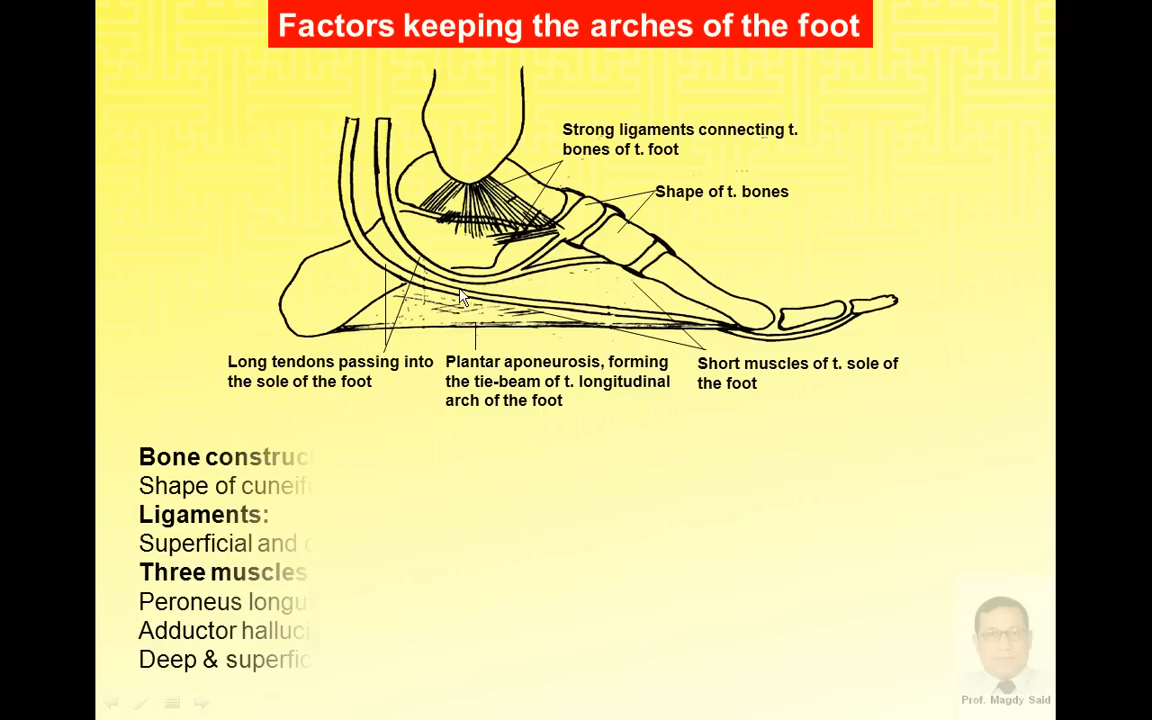 Factors keeping the arches of the foot
Strong ligaments connecting t.
bones of t. foot
Shape of t. bones
Long tendons passing into
the sole of the foot
Plantar aponeurosis, forming
the tie-beam of t. longitudinal
arch of the foot
Short muscles of t. sole of
the foot
Bone construc
Shape of cuneif
Ligaments:
Superficial and
Three muscles
Peroneus longu
Adductor halluc
Deep & superfic
Prof. Magdy Said